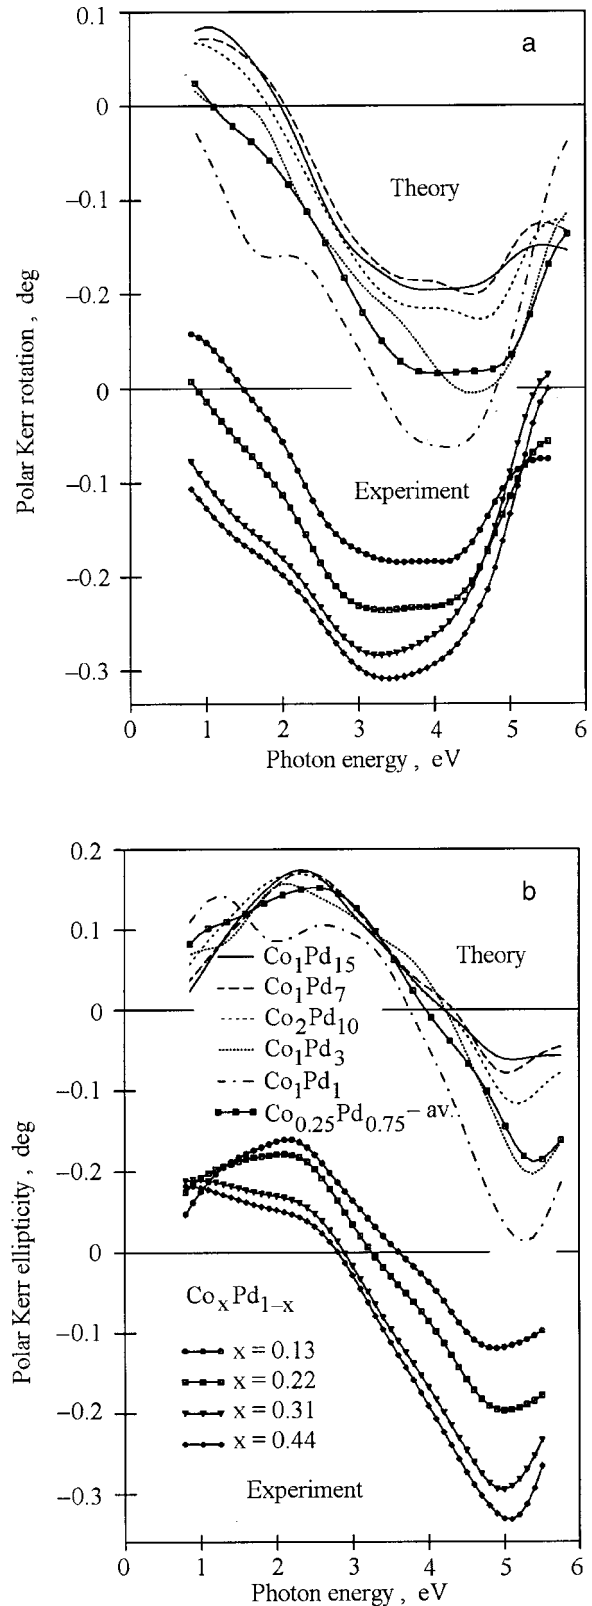 a
0.1
0
−0.1
−0.2
0
−0.1
−0.2
−0.3
Polar Kerr rotation , deg
Theory
Experiment
0 1 2 3 4 5 6
Photon energy , eV
b
0.2
0.1
0
−0.1
−0.2
0
−0.1
−0.2
−0.3
Polar Kerr ellipticity , deg
Theory
Co1Pd15
Co1Pd7
Co2Pd10
Co1Pd3
Co1Pd1
Co0.25Pd0.75 − av.
CoxPd1−x
x = 0.13
x = 0.22
x = 0.31
x = 0.44
Experiment
0 1 2 3 4 5 6
Photon energy , eV